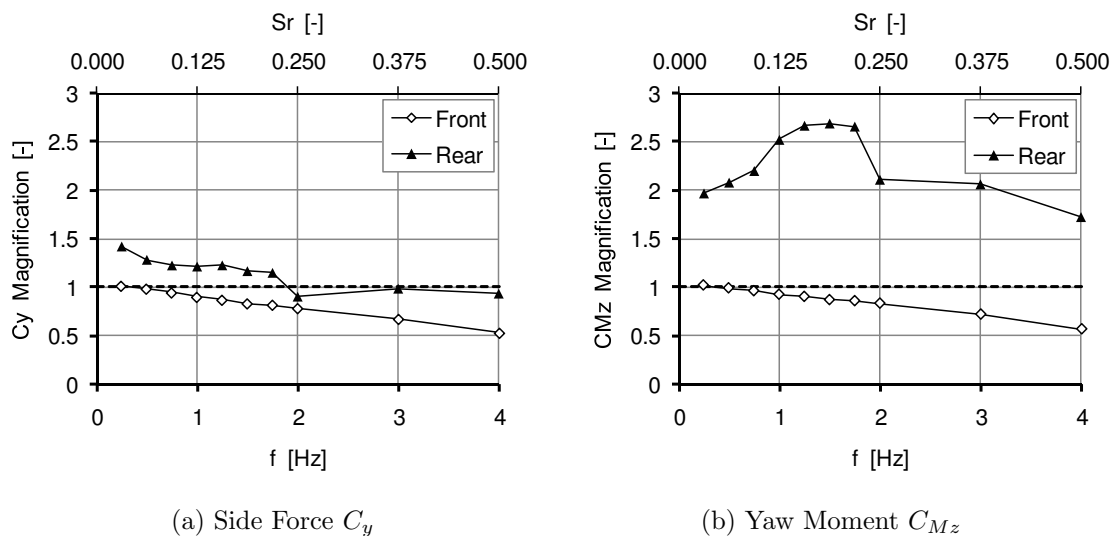 Sr [-]
0.000 0.125 0.250 0.375 0.500
3
2.5
2
1.5
1
0.5
0
Cy Magnification [-]
Front
Rear
0 1 2 3 4
f [Hz]
(a) Side Force C_y
Sr [-]
0.000 0.125 0.250 0.375 0.500
3
2.5
2
1.5
1
0.5
0
CMz Magnification [-]
Front
Rear
0 1 2 3 4
f [Hz]
(b) Yaw Moment C_{Mz}